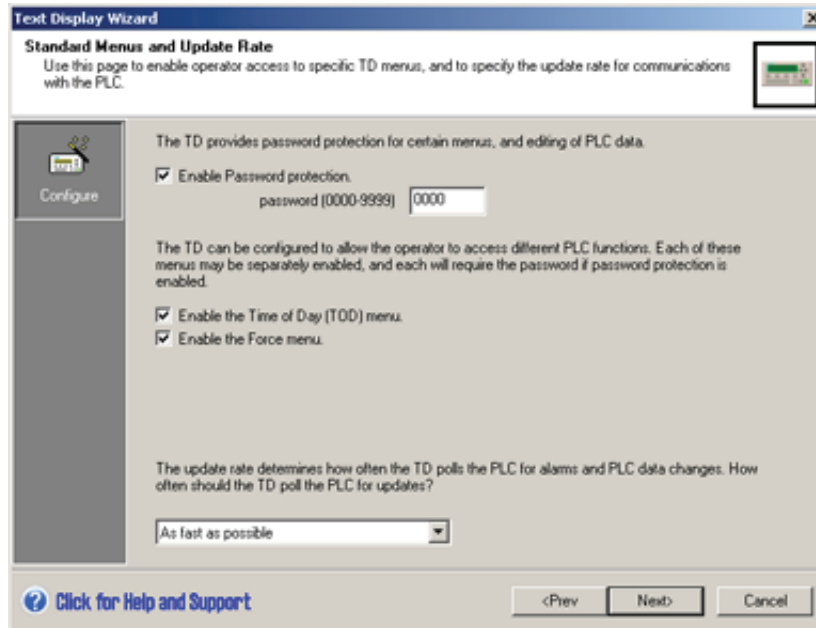 Text Display Wizard
Standard Menus and Update Rate
Use this page to enable operator access to specific TD menus, and to specify the update rate for communications
with the PLC.
Configure
The TD provides password protection for certain menus, and editing of PLC data.
Enable Password protection.
password (0000-9999) 0000
The TD can be configured to allow the operator to access different PLC functions. Each of these
menus may be separately enabled, and each will require the password if password protection is
enabled.
Enable the Time of Day (TOD) menu.
Enable the Force menu.
The update rate determines how often the TD polls the PLC for alarms and PLC data changes. How
often should the TD poll the PLC for updates?
As fast as possible
Click for Help and Support
<Prev Next> Cancel